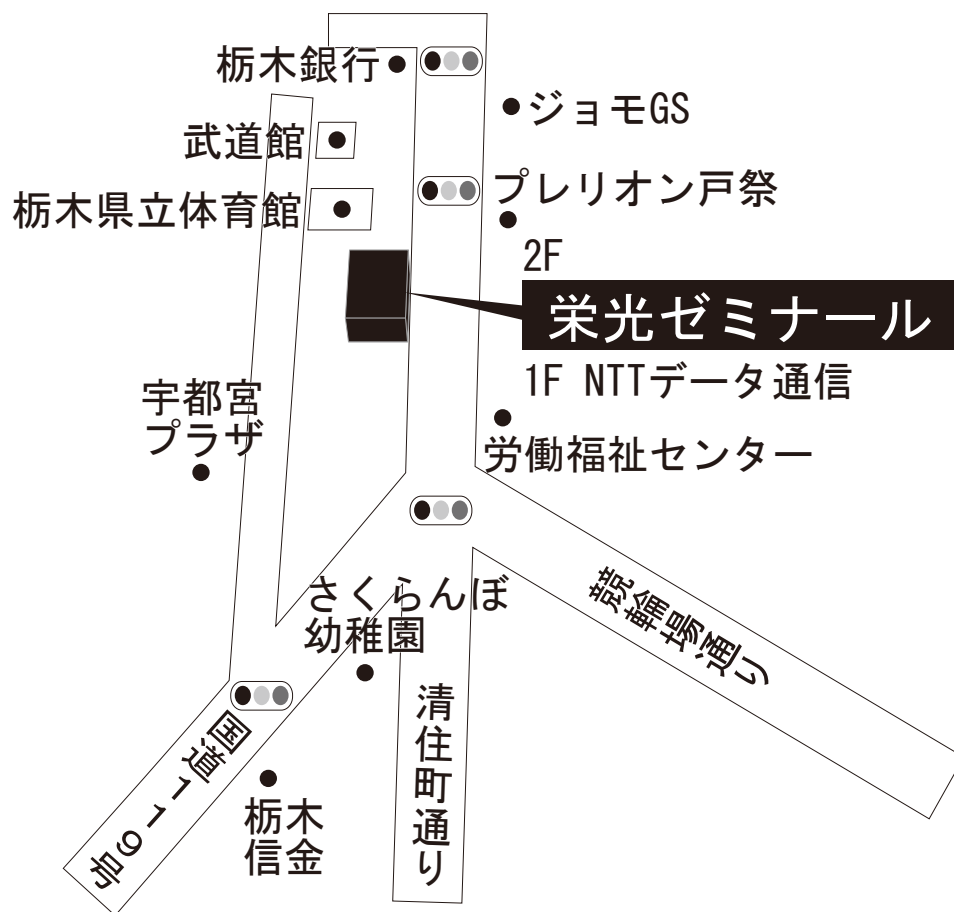 栃木銀行
ジョモGS
武道館
プレリオン戸祭
栃木県立体育館
2F
栄光ゼミナール
1F NTTデータ通信
宇都宮
プラザ
労働福祉センター
さくらんぼ
幼稚園
競輪場通り
清住町通り
国道119号
栃木
信金